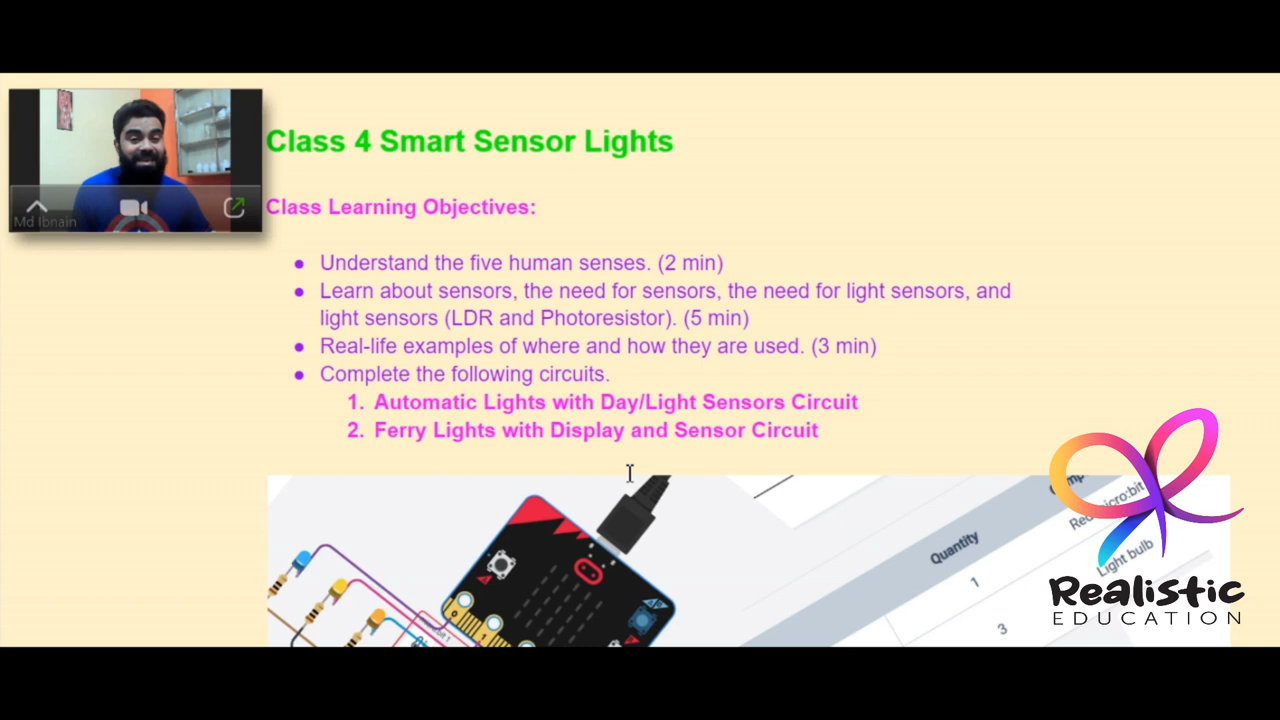 Md Ibnain
Class 4 Smart Sensor Lights
Class Learning Objectives:
Understand the five human senses. (2 min)
Learn about sensors, the need for sensors, the need for light sensors, and
light sensors (LDR and Photoresistor). (5 min)
Real-life examples of where and how they are used. (3 min)
Complete the following circuits.
1. Automatic Lights with Day/Light Sensors Circuit
2. Ferry Lights with Display and Sensor Circuit
Quantity
1
3
Light bulb
0
1
Realistic
EDUCATION